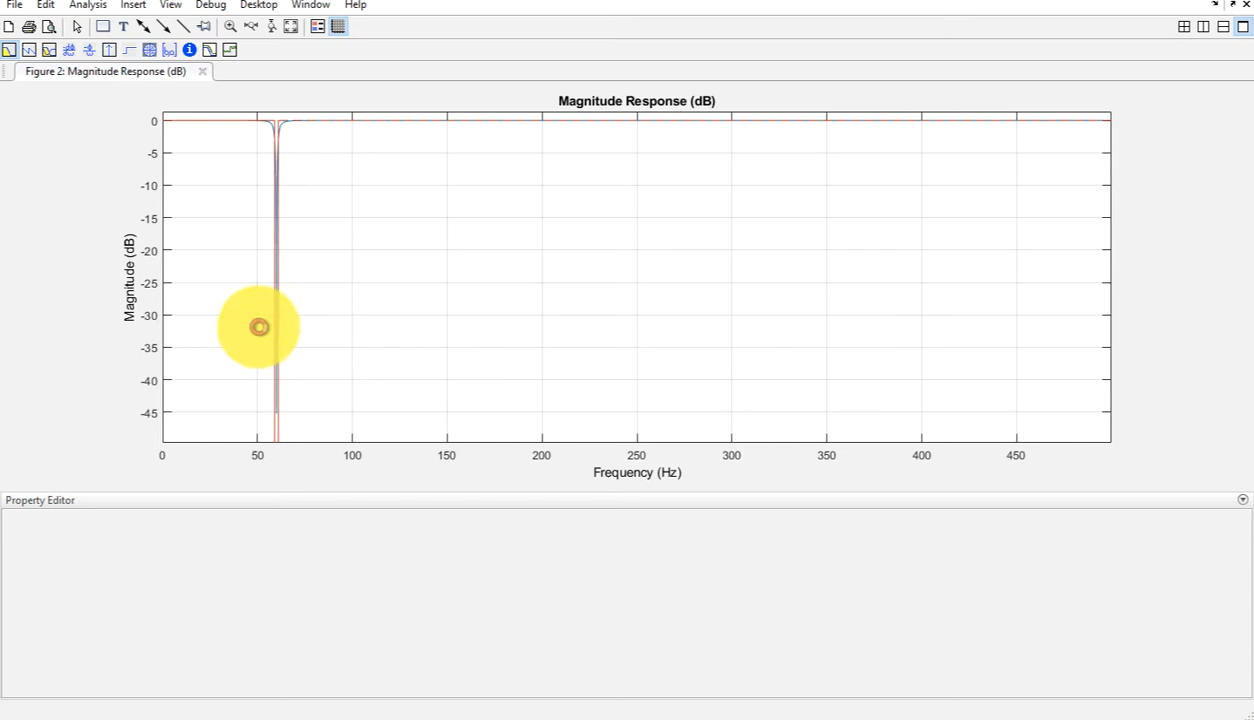 File Edit Analysis Insert View Debug Desktop Window Help
Figure 2: Magnitude Response (dB)
Magnitude Response (dB)
0
-5
-10
-15
-20
-25
-30
-35
-40
-45
Magnitude (dB)
0 50 100 150 200 250 300 350 400 450
Frequency (Hz)
Property Editor